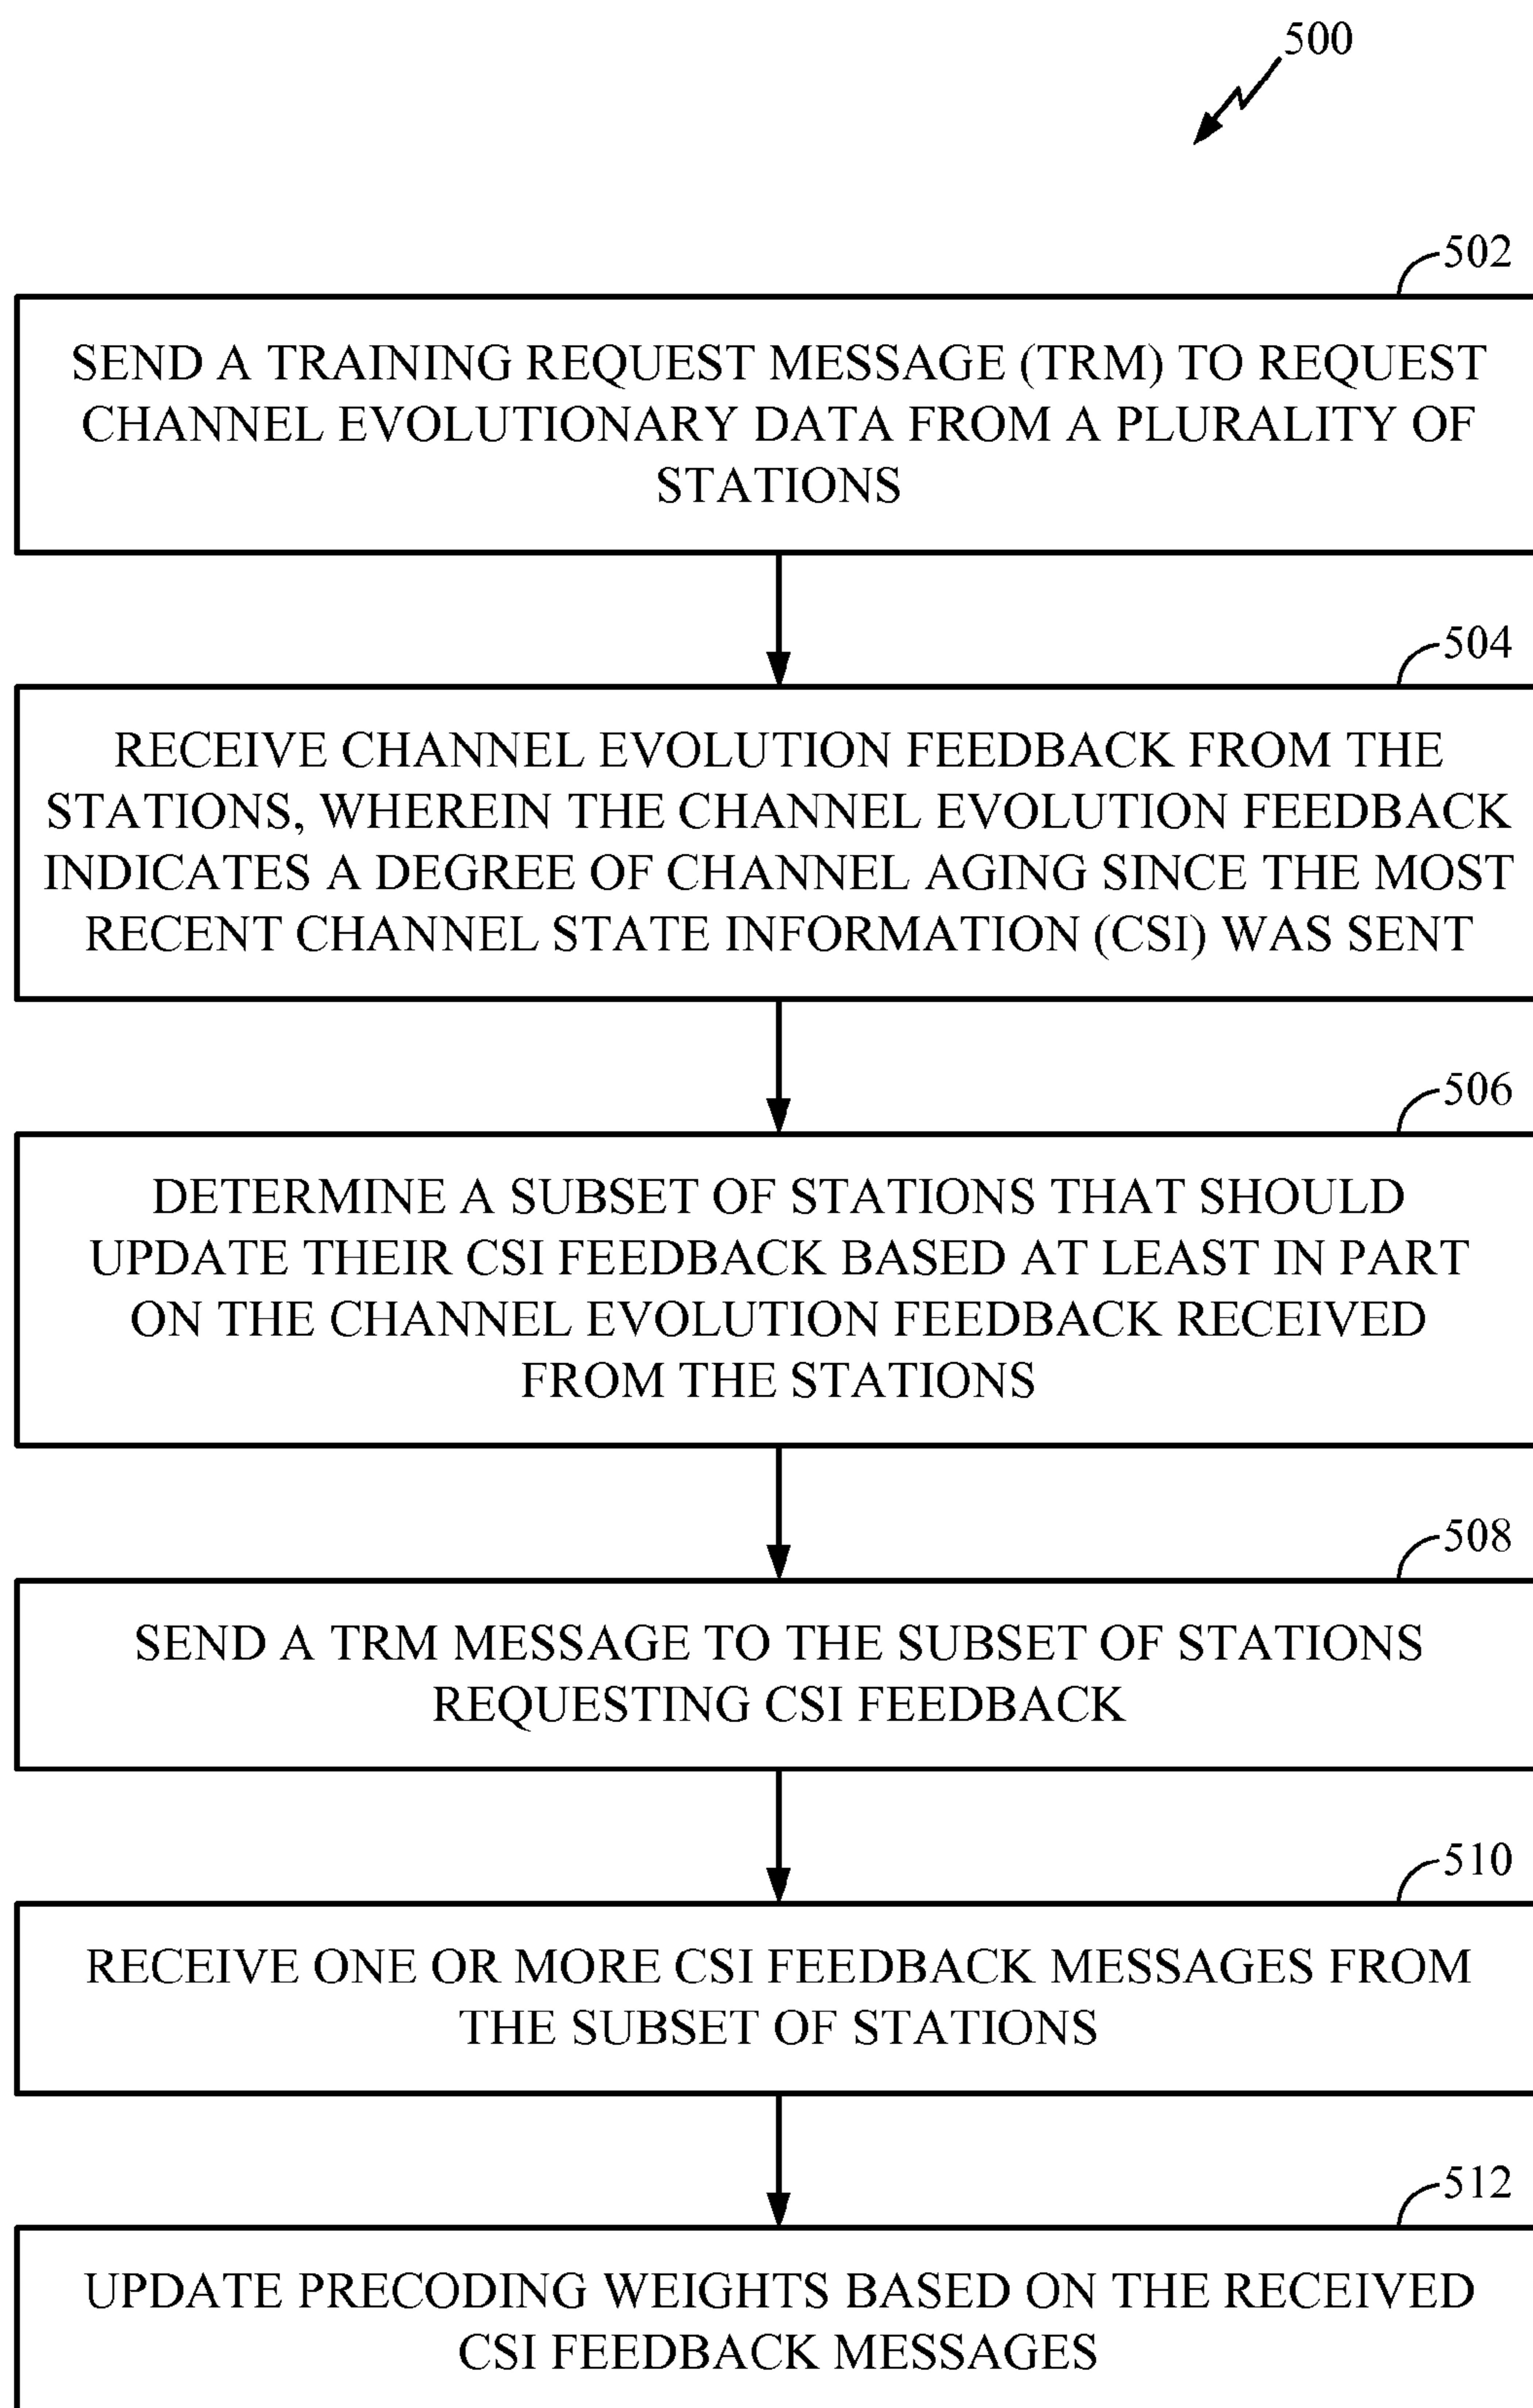 500
502
SEND A TRAINING REQUEST MESSAGE (TRM) TO REQUEST
CHANNEL EVOLUTIONARY DATA FROM A PLURALITY OF
STATIONS
504
RECEIVE CHANNEL EVOLUTION FEEDBACK FROM THE
STATIONS, WHEREIN THE CHANNEL EVOLUTION FEEDBACK
INDICATES A DEGREE OF CHANNEL AGING SINCE THE MOST
RECENT CHANNEL STATE INFORMATION (CSI) WAS SENT
506
DETERMINE A SUBSET OF STATIONS THAT SHOULD
UPDATE THEIR CSI FEEDBACK BASED AT LEAST IN PART
ON THE CHANNEL EVOLUTION FEEDBACK RECEIVED
FROM THE STATIONS
508
SEND A TRM MESSAGE TO THE SUBSET OF STATIONS
REQUESTING CSI FEEDBACK
510
RECEIVE ONE OR MORE CSI FEEDBACK MESSAGES FROM
THE SUBSET OF STATIONS
512
UPDATE PRECODING WEIGHTS BASED ON THE RECEIVED
CSI FEEDBACK MESSAGES